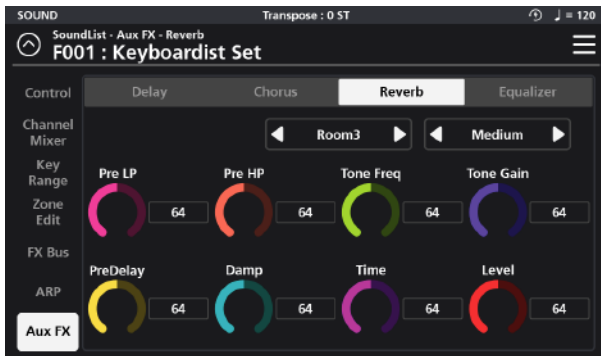 SOUND Transpose : 0 ST ♩ = 120
SoundList - Aux FX - Reverb
F001 : Keyboardist Set
Control
Channel
Mixer
Key
Range
Zone
Edit
FX Bus
ARP
Aux FX
Delay Chorus Reverb Equalizer
Room3 Medium
Pre LP Pre HP Tone Freq Tone Gain
64 64 64 64
PreDelay Damp Time Level
64 64 64 64